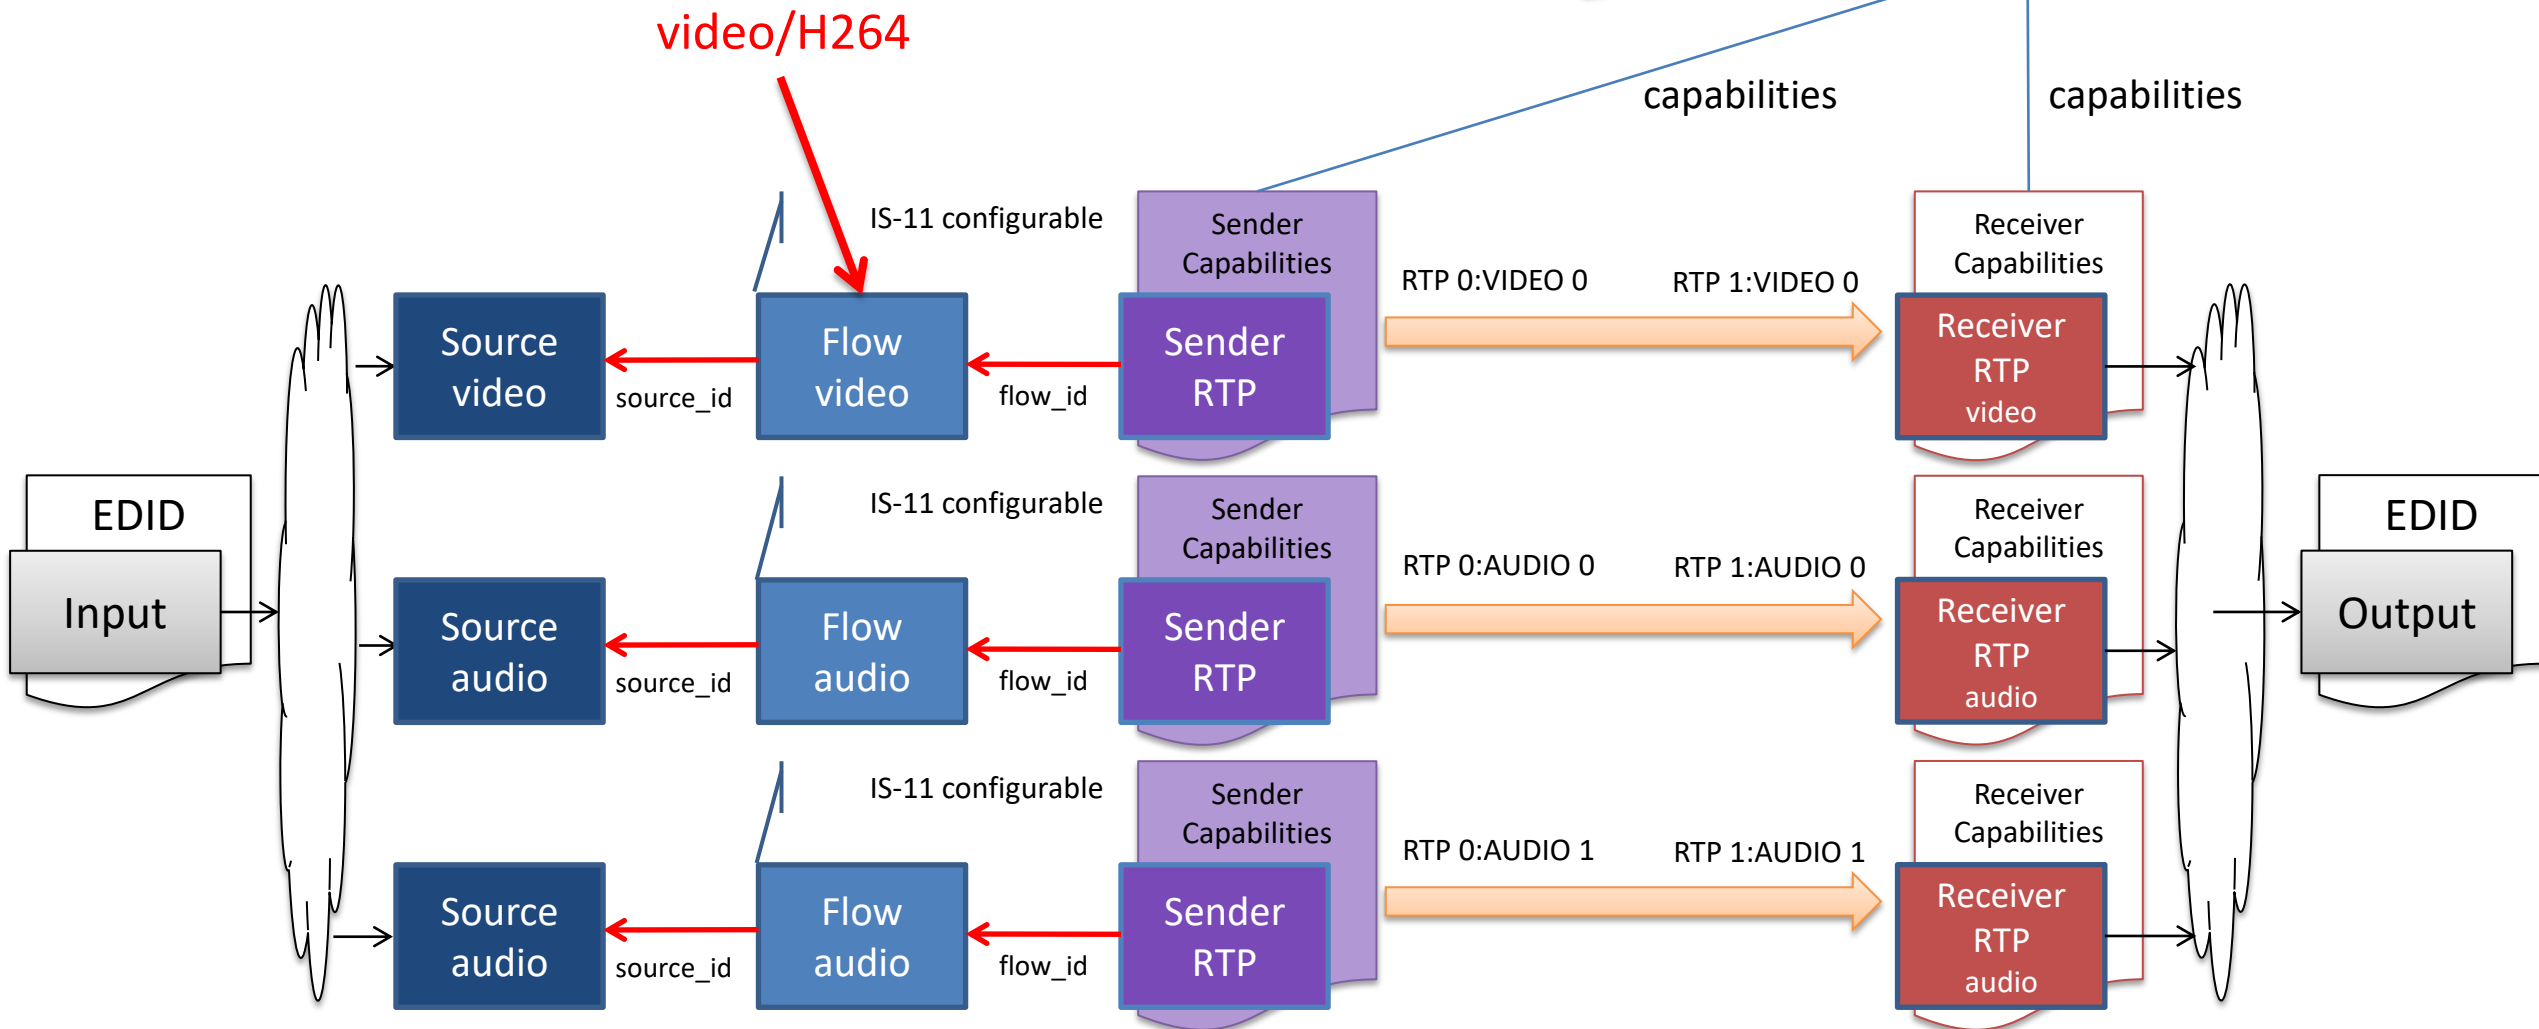 video/H264
capabilities
capabilities
IS-11 configurable
Sender
Capabilities
Receiver
Capabilities
RTP 0:VIDEO 0
RTP 1:VIDEO 0
Source
video
source_id
Flow
video
flow_id
Sender
RTP
Receiver
RTP
video
EDID
Input
IS-11 configurable
Sender
Capabilities
Receiver
Capabilities
RTP 0:AUDIO 0
RTP 1:AUDIO 0
Source
audio
source_id
Flow
audio
flow_id
Sender
RTP
Receiver
RTP
audio
EDID
Output
IS-11 configurable
Sender
Capabilities
Receiver
Capabilities
RTP 0:AUDIO 1
RTP 1:AUDIO 1
Source
audio
source_id
Flow
audio
flow_id
Sender
RTP
Receiver
RTP
audio